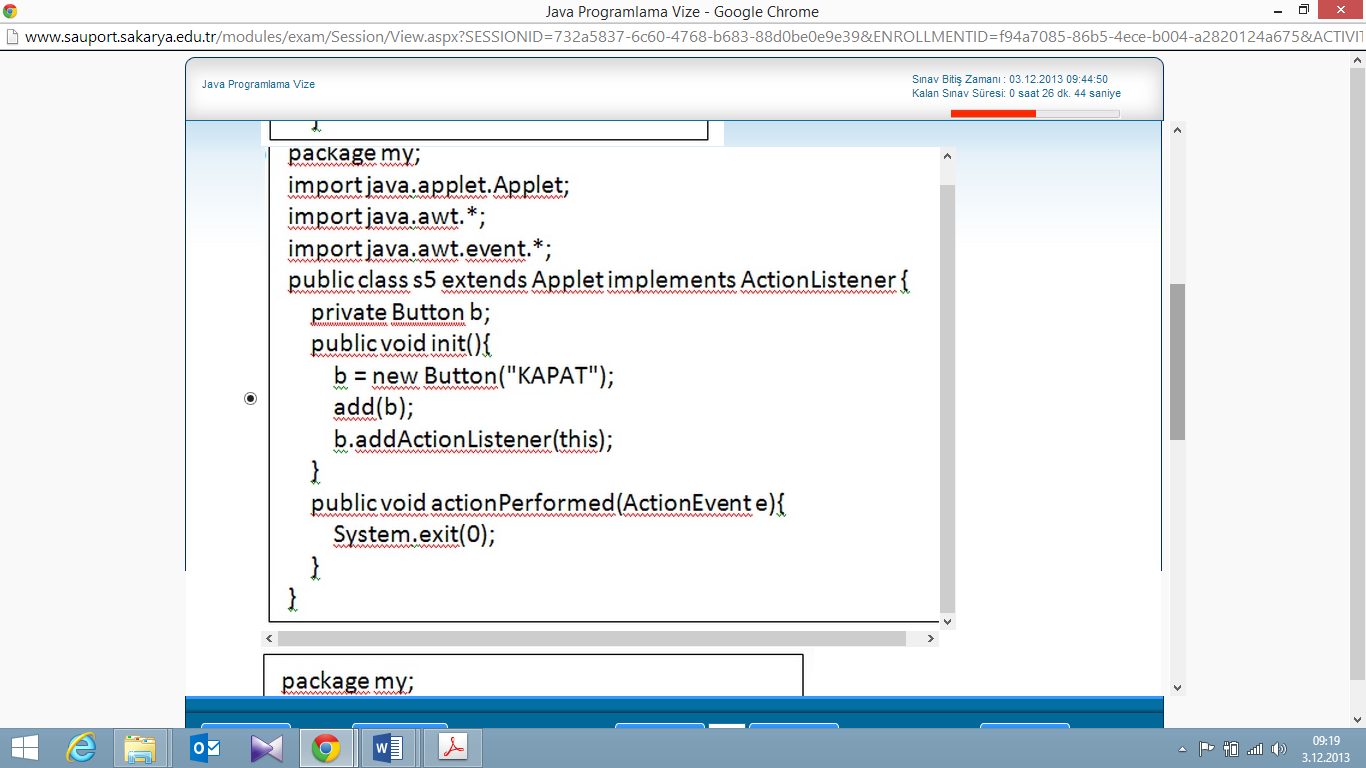 Java Programlama Vize - Google Chrome
www.sauport.sakarya.edu.tr/modules/exam/Session/View.aspx?SESSIONID=732a5837-6c60-4768-b683-88d0be0e9e39&ENROLLMENTID=f94a7085-86b5-4ece-b004-a2820124a675&ACTIVIT
Java Programlama Vize
Sınav Bitiş Zamanı : 03.12.2013 09:44:50
Kalan Sınav Süresi: 0 saat 26 dk. 44 saniye
}
package my;
import java.applet.Applet;
import java.awt.*;
import java.awt.event.*;
public class s5 extends Applet implements ActionListener {
private Button b;
public void init(){
b = new Button("KAPAT");
add(b);
b.addActionListener(this);
}
public void actionPerformed(ActionEvent e){
System.exit(0);
}
}
package my;
09:19
3.12.2013